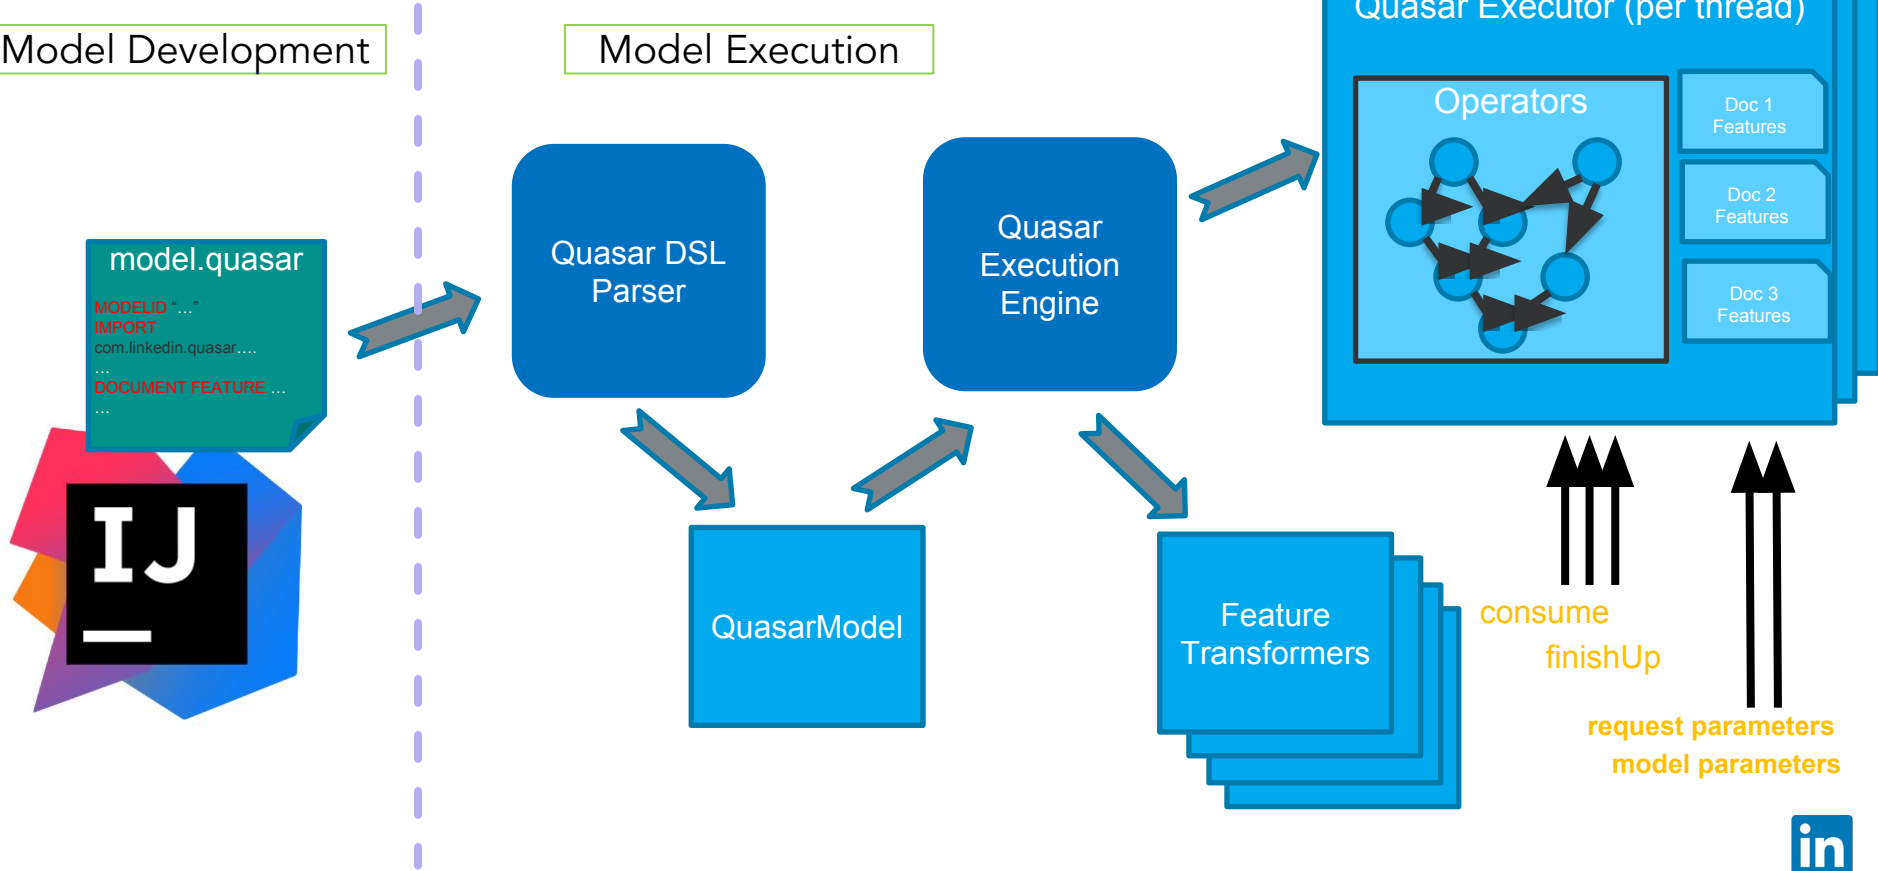 Model Development
Model Execution
Quasar Executor (per thread)
Operators
Doc 1
Features
Doc 2
Features
Doc 3
Features
model.quasar
MODELID “…”
IMPORT
com.linkedin.quasar….
…
DOCUMENT FEATURE …
…
IJ
Quasar DSL
Parser
Quasar
Execution
Engine
QuasarModel
Feature
Transformers
consume
finishUp
request parameters
model parameters
in